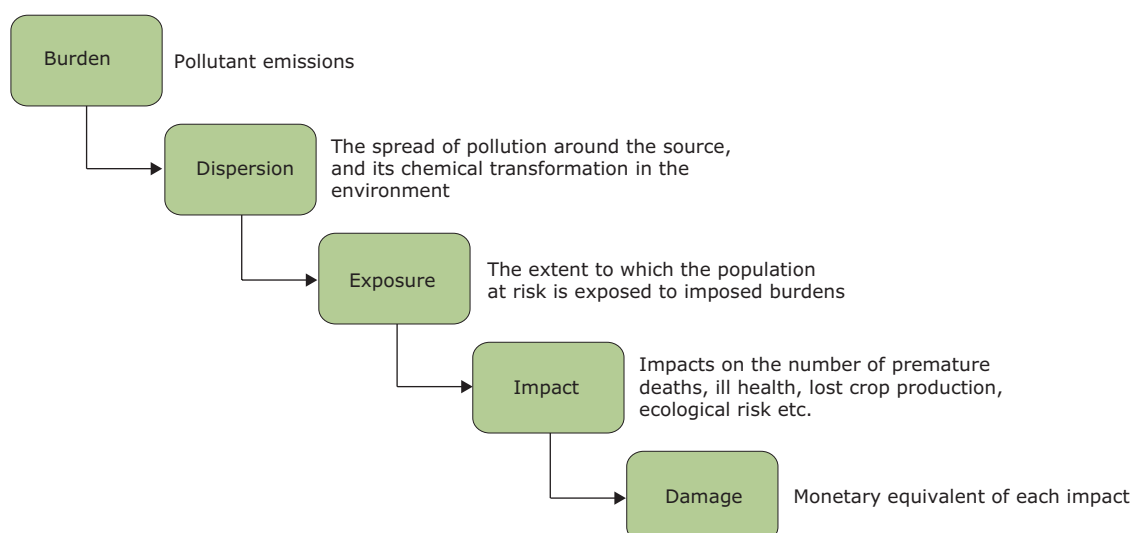 Burden
Pollutant emissions
Dispersion
The spread of pollution around the source,
and its chemical transformation in the
environment
Exposure
The extent to which the population
at risk is exposed to imposed burdens
Impact
Impacts on the number of premature
deaths, ill health, lost crop production,
ecological risk etc.
Damage
Monetary equivalent of each impact